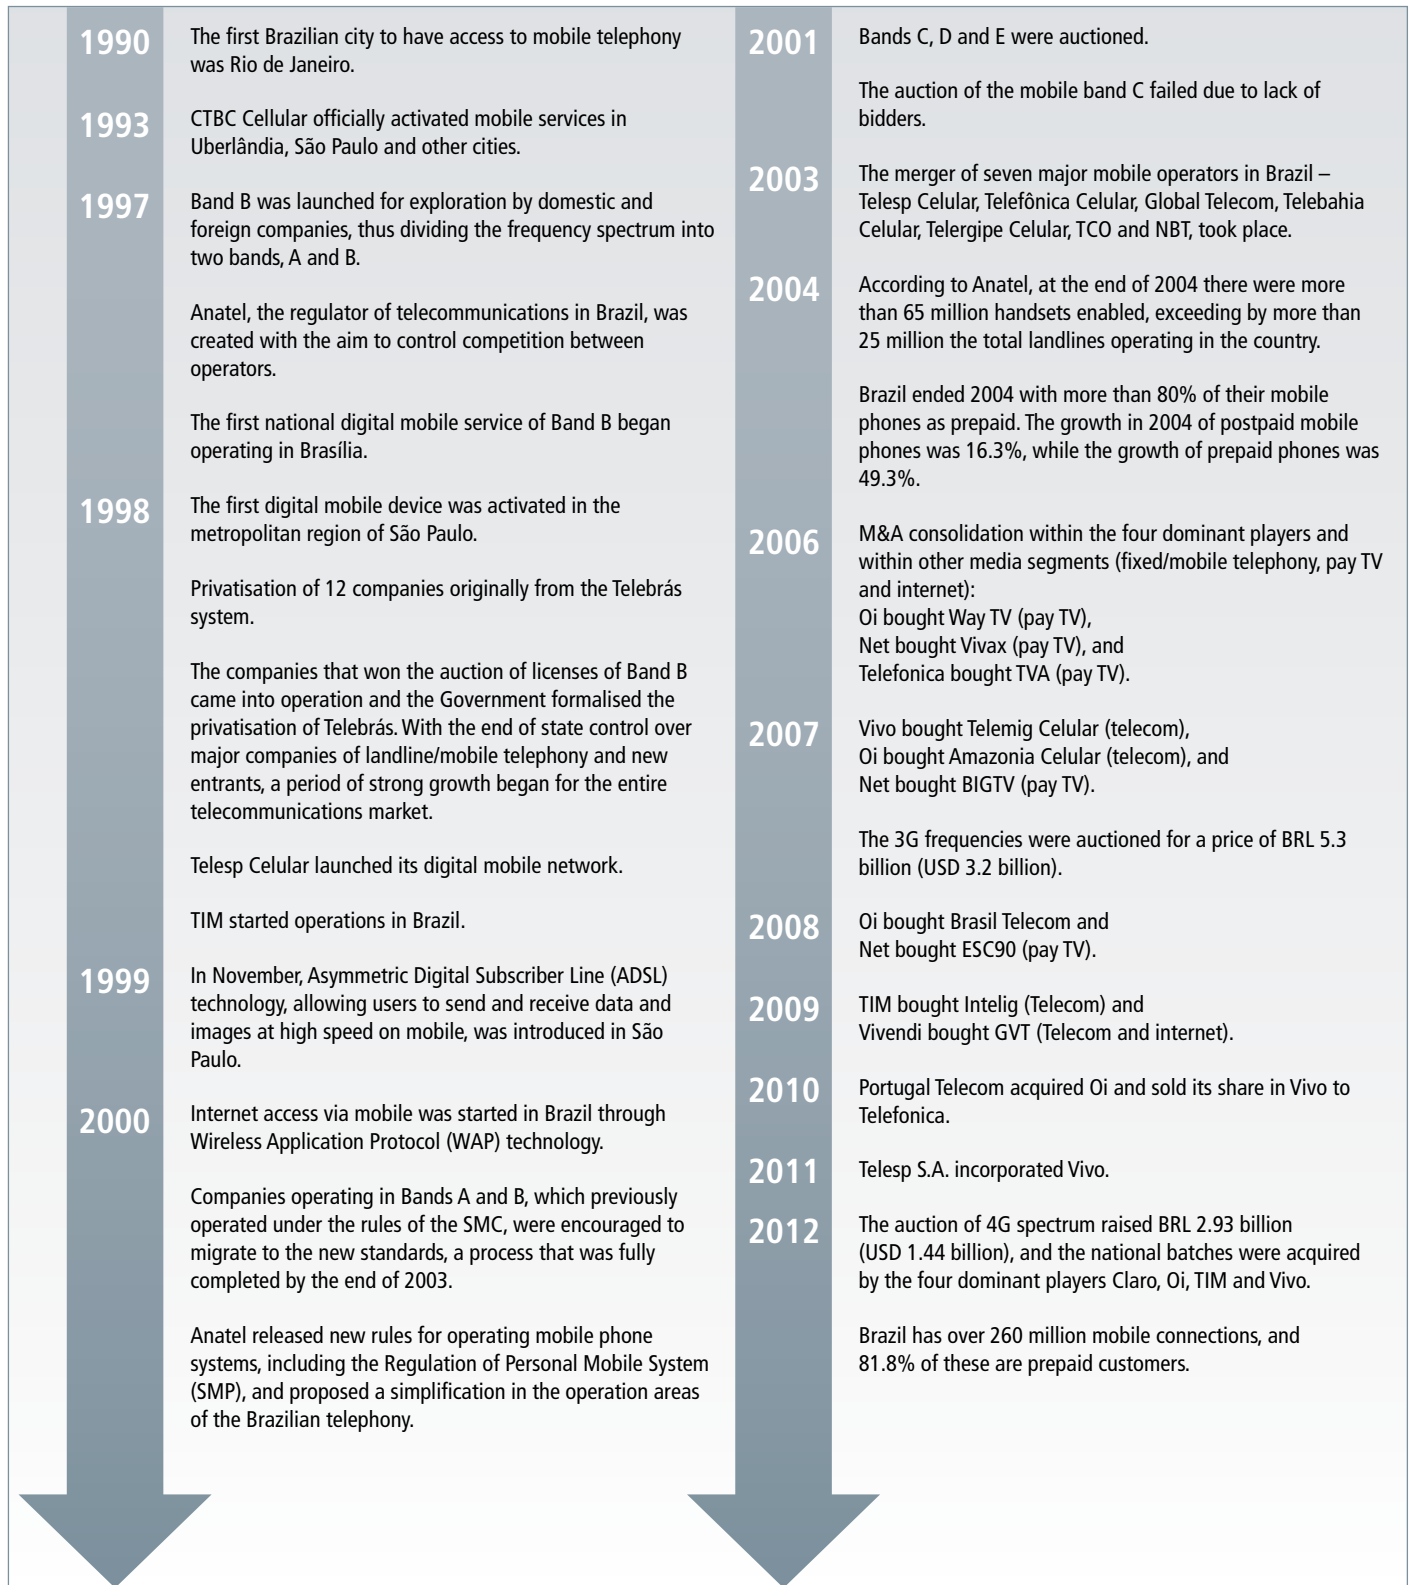 1990
The first Brazilian city to have access to mobile telephony
was Rio de Janeiro.
1993
CTBC Cellular officially activated mobile services in
Uberlândia, São Paulo and other cities.
1997
Band B was launched for exploration by domestic and
foreign companies, thus dividing the frequency spectrum into
two bands, A and B.
Anatel, the regulator of telecommunications in Brazil, was
created with the aim to control competition between
operators.
The first national digital mobile service of Band B began
operating in Brasília.
1998
The first digital mobile device was activated in the
metropolitan region of São Paulo.
Privatisation of 12 companies originally from the Telebrás
system.
The companies that won the auction of licenses of Band B
came into operation and the Government formalised the
privatisation of Telebrás. With the end of state control over
major companies of landline/mobile telephony and new
entrants, a period of strong growth began for the entire
telecommunications market.
Telesp Celular launched its digital mobile network.
TIM started operations in Brazil.
1999
In November, Asymmetric Digital Subscriber Line (ADSL)
technology, allowing users to send and receive data and
images at high speed on mobile, was introduced in São
Paulo.
2000
Internet access via mobile was started in Brazil through
Wireless Application Protocol (WAP) technology.
Companies operating in Bands A and B, which previously
operated under the rules of the SMC, were encouraged to
migrate to the new standards, a process that was fully
completed by the end of 2003.
Anatel released new rules for operating mobile phone
systems, including the Regulation of Personal Mobile System
(SMP), and proposed a simplification in the operation areas
of the Brazilian telephony.
2001
Bands C, D and E were auctioned.
The auction of the mobile band C failed due to lack of
bidders.
2003
The merger of seven major mobile operators in Brazil –
Telesp Celular, Telefônica Celular, Global Telecom, Telebahia
Celular, Telergipe Celular, TCO and NBT, took place.
2004
According to Anatel, at the end of 2004 there were more
than 65 million handsets enabled, exceeding by more than
25 million the total landlines operating in the country.
Brazil ended 2004 with more than 80% of their mobile
phones as prepaid. The growth in 2004 of postpaid mobile
phones was 16.3%, while the growth of prepaid phones was
49.3%.
2006
M&A consolidation within the four dominant players and
within other media segments (fixed/mobile telephony, pay TV
and internet):
Oi bought Way TV (pay TV),
Net bought Vivax (pay TV), and
Telefonica bought TVA (pay TV).
2007
Vivo bought Telemig Celular (telecom),
Oi bought Amazonia Celular (telecom), and
Net bought BIGTV (pay TV).
The 3G frequencies were auctioned for a price of BRL 5.3
billion (USD 3.2 billion).
2008
Oi bought Brasil Telecom and
Net bought ESC90 (pay TV).
2009
TIM bought Intelig (Telecom) and
Vivendi bought GVT (Telecom and internet).
2010
Portugal Telecom acquired Oi and sold its share in Vivo to
Telefonica.
2011
Telesp S.A. incorporated Vivo.
2012
The auction of 4G spectrum raised BRL 2.93 billion
(USD 1.44 billion), and the national batches were acquired
by the four dominant players Claro, Oi, TIM and Vivo.
Brazil has over 260 million mobile connections, and
81.8% of these are prepaid customers.